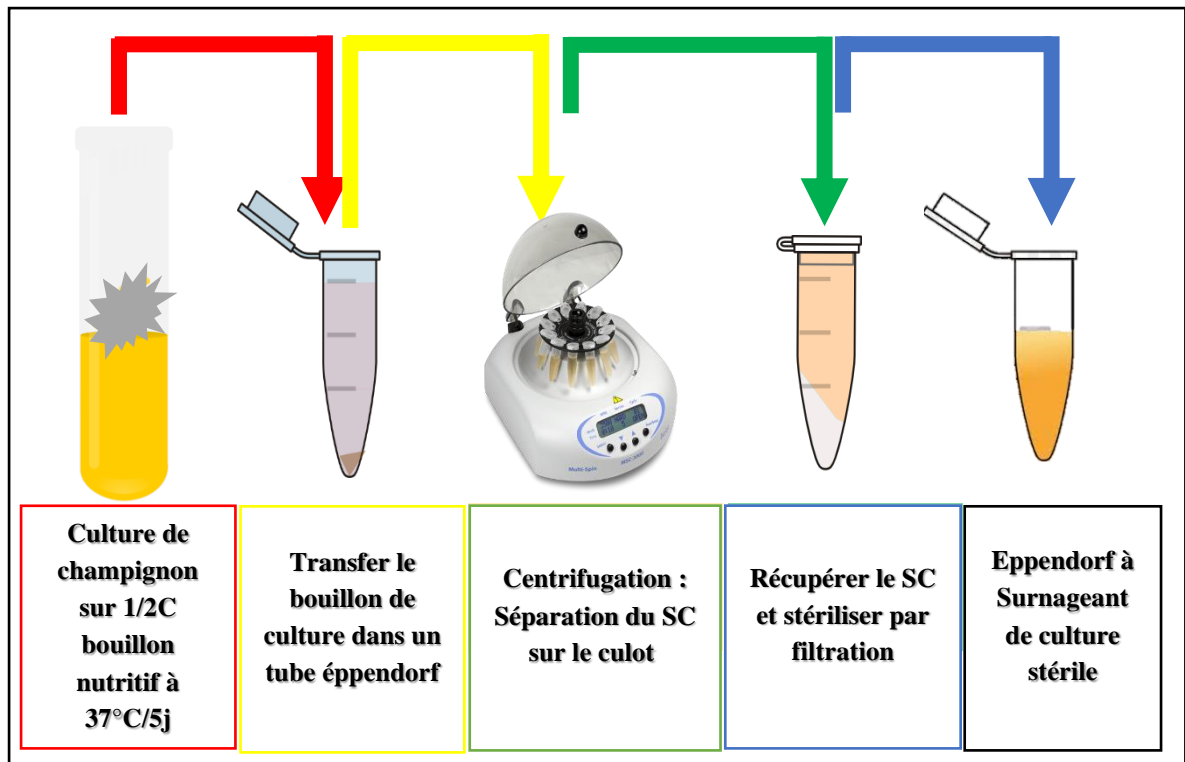 Multi-Spin
Culture de
champignon
sur 1/2C
bouillon
nutritif à
37°C/5j
Transfer le
bouillon de
culture dans un
tube éppendorf
Centrifugation :
Séparation du SC
sur le culot
Récupérer le SC
et stériliser par
filtration
Eppendorf à
Surnageant
de culture
stérile